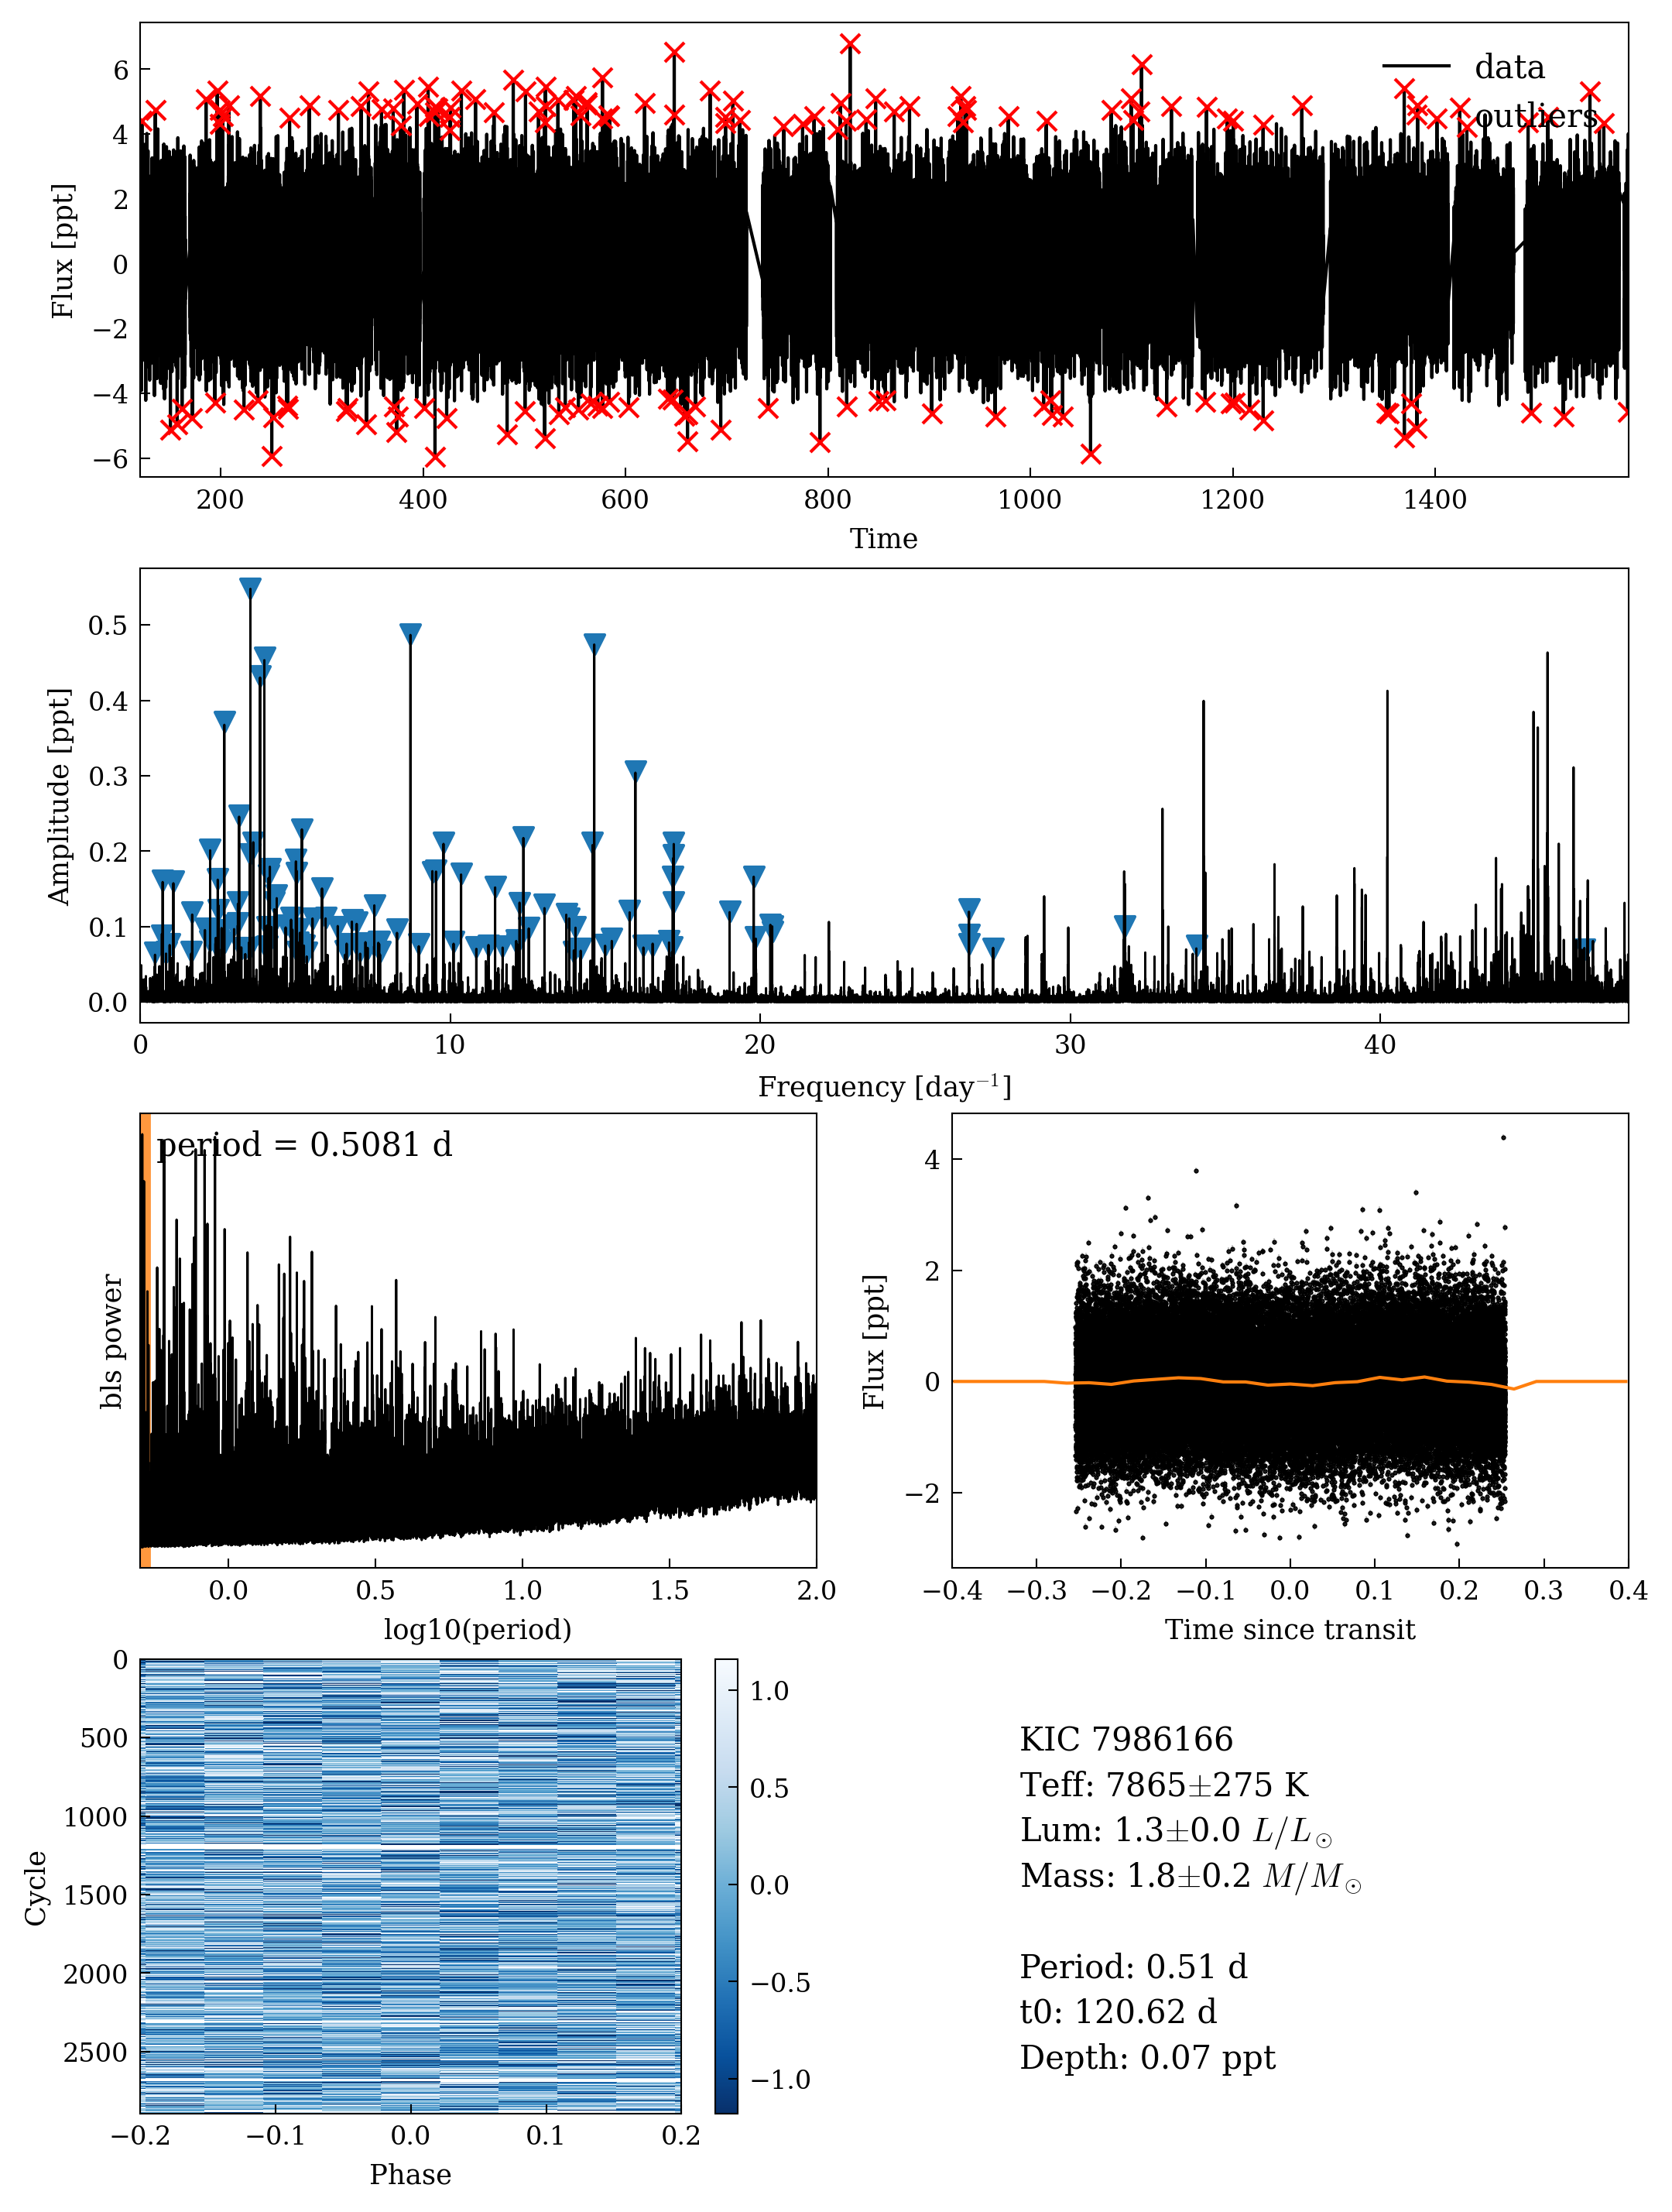 data
outliers
6
4
2
0
−2
−4
−6
Flux [ppt]
200 400 600 800 1000 1200 1400
Time
0.5
0.4
0.3
0.2
0.1
0.0
Amplitude [ppt]
0 10 20 30 40
Frequency [day⁻¹]
period = 0.5081 d
bls power
0.0 0.5 1.0 1.5 2.0
log10(period)
4
2
0
−2
Flux [ppt]
−0.4 −0.3 −0.2 −0.1 0.0 0.1 0.2 0.3 0.4
Time since transit
0
500
1000
1500
2000
2500
Cycle
−0.2 −0.1 0.0 0.1 0.2
Phase
1.0
0.5
0.0
−0.5
−1.0
KIC 7986166
Teff: 7865±275 K
Lum: 1.3±0.0 L/L⊙
Mass: 1.8±0.2 M/M⊙
Period: 0.51 d
t0: 120.62 d
Depth: 0.07 ppt